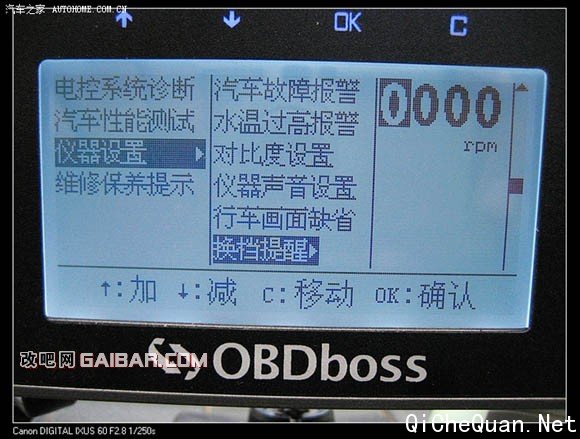 汽车之家 AUTOHOME.COM.CN
↑ ↓ OK C
电控系统诊断 汽车故障报警 0000
汽车性能测试 水温过高报警 rpm
仪器设置 对比度设置
维修保养提示 仪器声音设置
行车画面缺省
换档提醒
↑:加 ↓:减 C:移动 OK:确认
改吧网 GAIBAR.COM OBDboss
Canon DIGITAL IXUS 60 F2.8 1/250s
QiCheQuan.Net